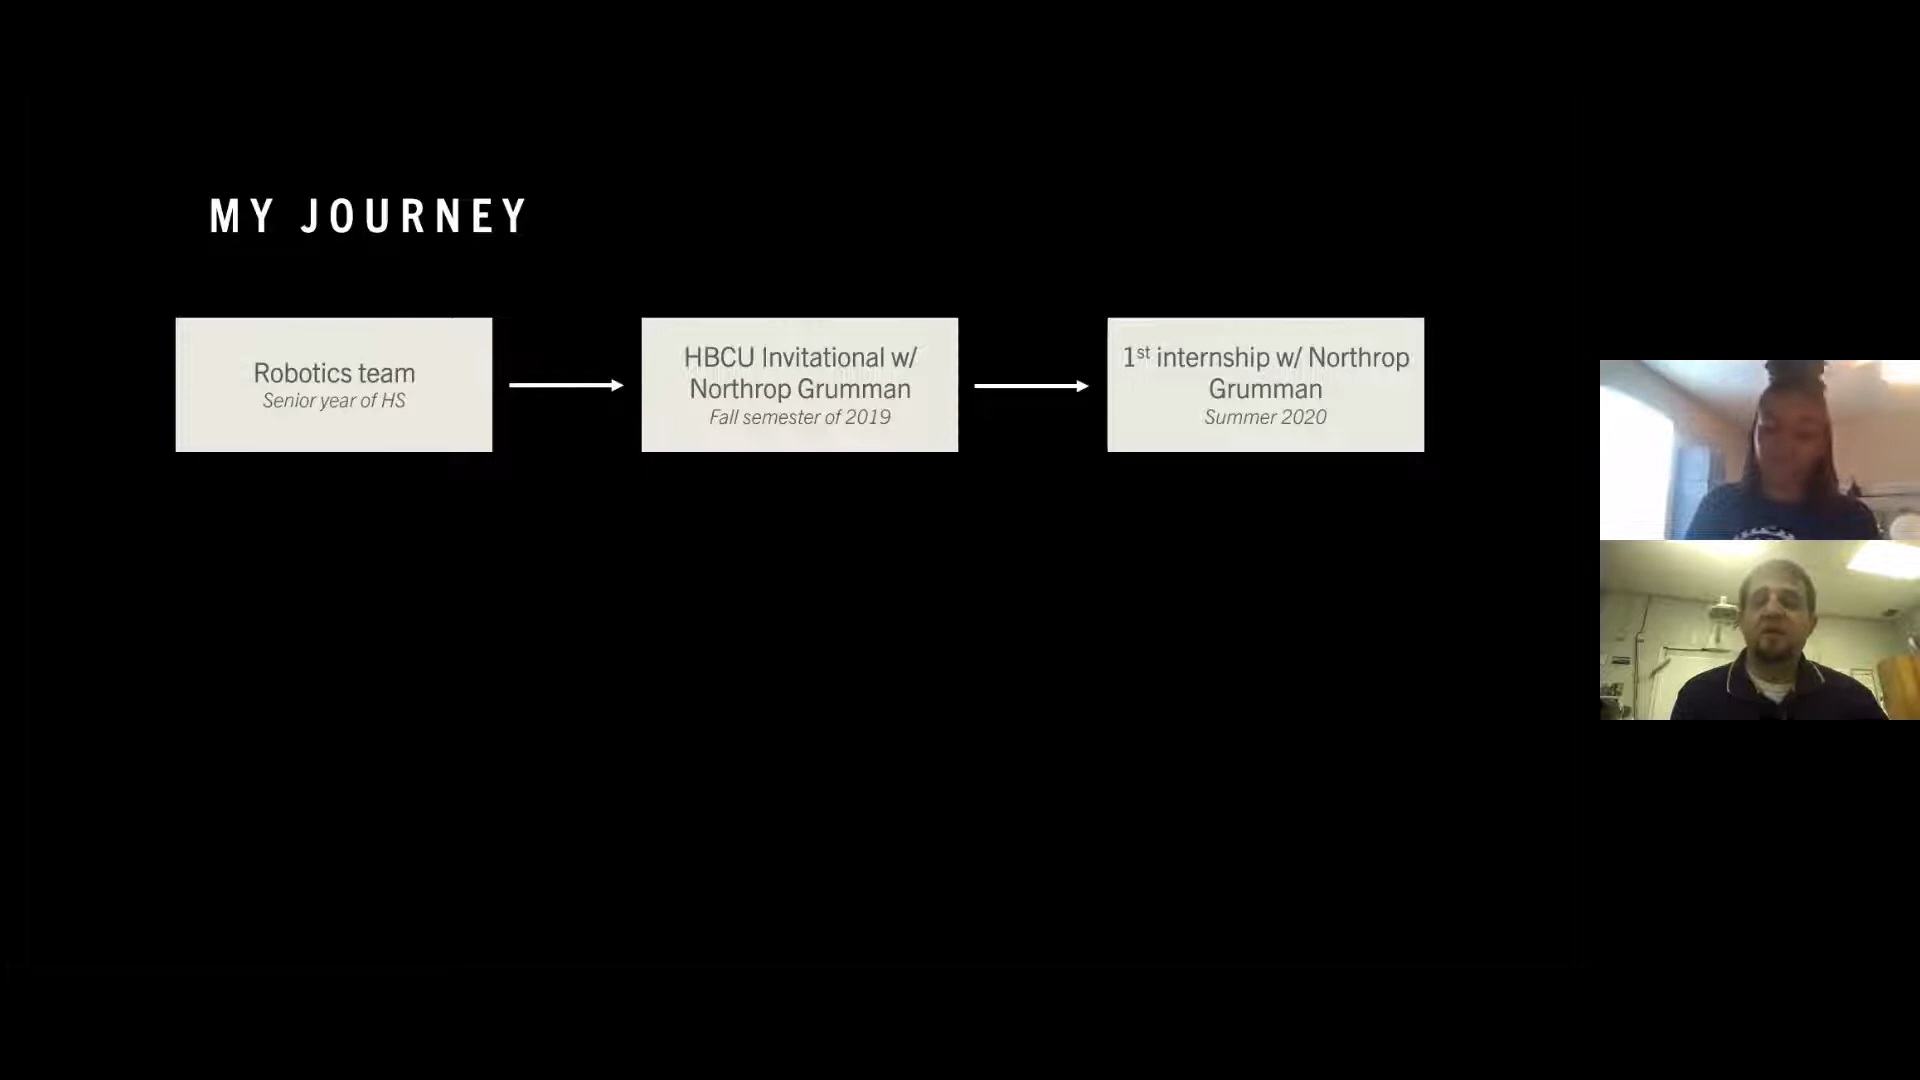 MY JOURNEY
Robotics team
Senior year of HS
HBCU Invitational w/
Northrop Grumman
Fall semester of 2019
1st internship w/ Northrop
Grumman
Summer 2020